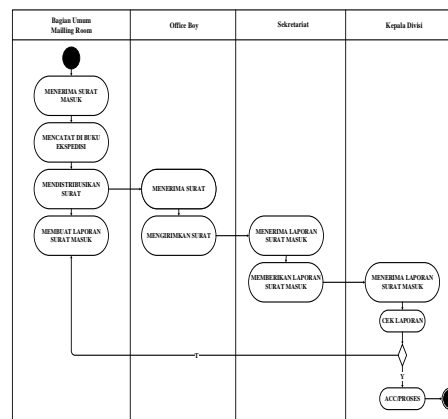 Bagian Umum
Mailling Room
Office Boy
Sekretariat
Kepala Divisi
MENERIMA SURAT
MASUK
MENCATAT DI BUKU
EKSPEDISI
MENDISTRIBUSIKAN
SURAT
MENERIMA SURAT
MEMBUAT LAPORAN
SURAT MASUK
MENGIRIMKAN SURAT
MENERIMA LAPORAN
SURAT MASUK
MEMBERIKAN LAPORAN
SURAT MASUK
MENERIMA LAPORAN
SURAT MASUK
CEK LAPORAN
T
Y
ACC/PROSES